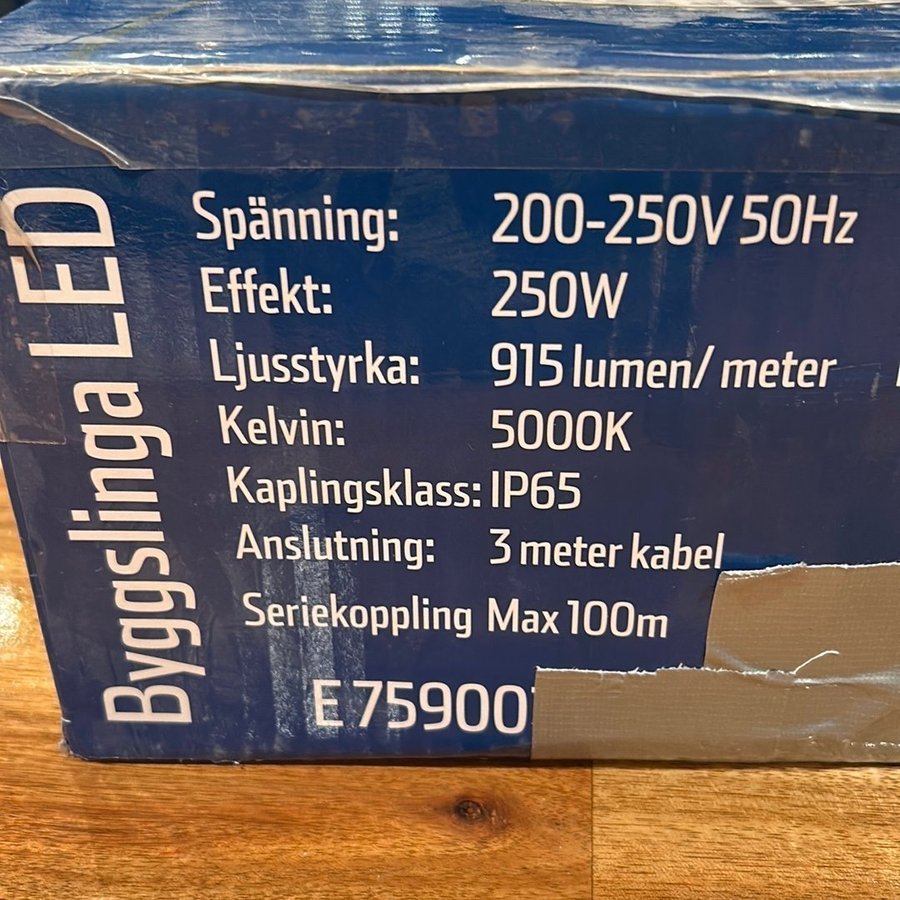 Byggslinga LED
Spänning: 200-250V 50Hz
Effekt: 250W
Ljusstyrka: 915 lumen/ meter
Kelvin: 5000K
Kaplingsklass: IP65
Anslutning: 3 meter kabel
Seriekoppling Max 100m
E 75900